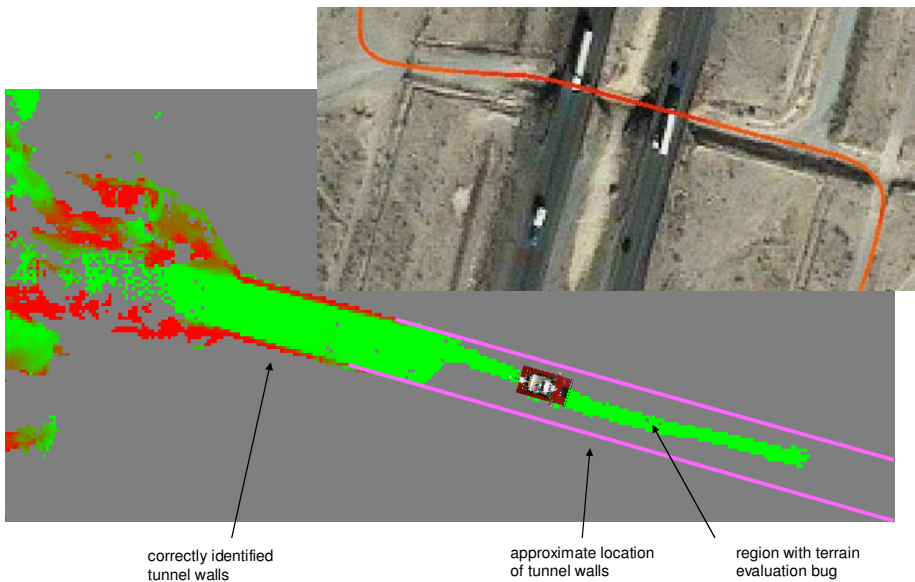 correctly identified
tunnel walls
approximate location
of tunnel walls
region with terrain
evaluation bug